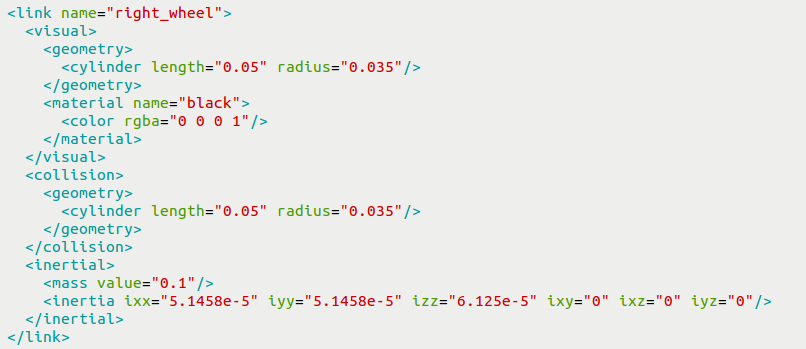 <link name="right_wheel">
  <visual>
    <geometry>
      <cylinder length="0.05" radius="0.035"/>
    </geometry>
    <material name="black">
      <color rgba="0 0 0 1"/>
    </material>
  </visual>
  <collision>
    <geometry>
      <cylinder length="0.05" radius="0.035"/>
    </geometry>
  </collision>
  <inertial>
    <mass value="0.1"/>
    <inertia ixx="5.1458e-5" iyy="5.1458e-5" izz="6.125e-5" ixy="0" ixz="0" iyz="0"/>
  </inertial>
</link>